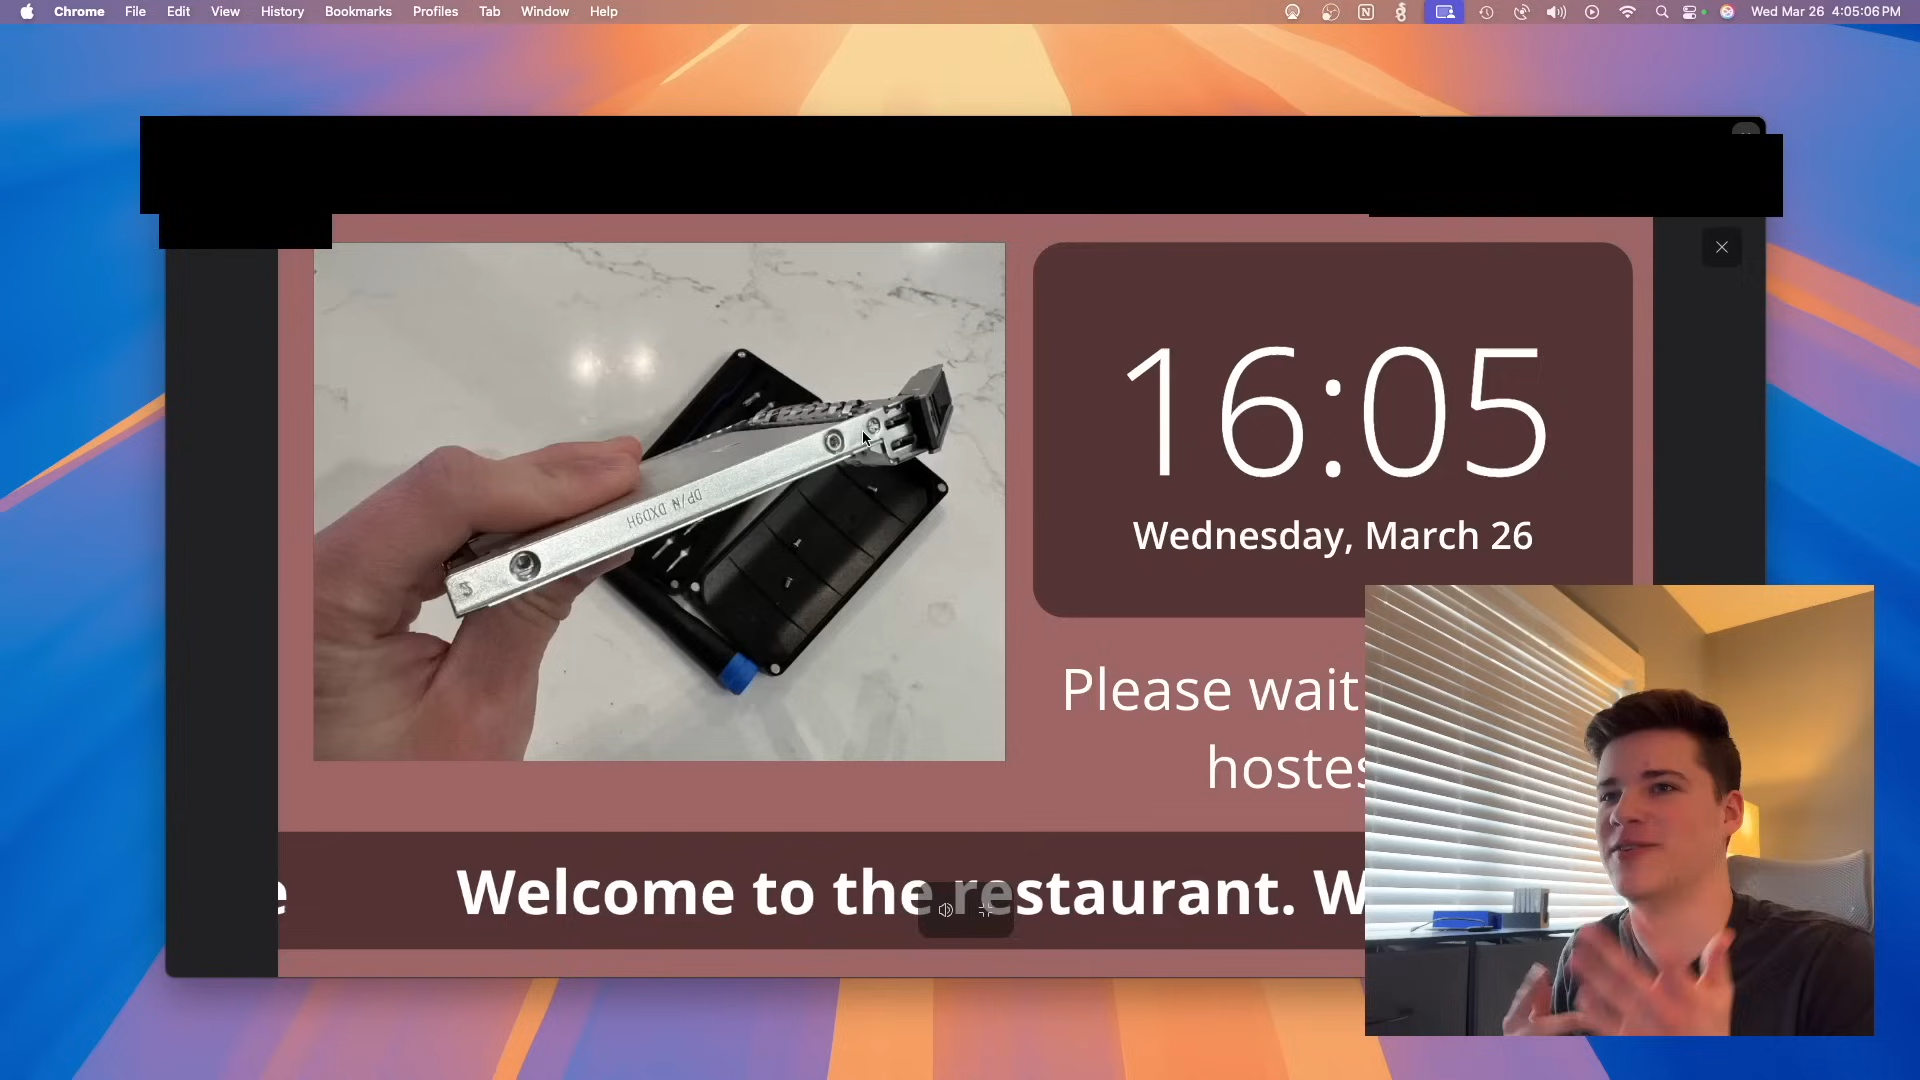 Chrome File Edit View History Bookmarks Profiles Tab Window Help
Wed Mar 26 4:05:06 PM
DP/N DXD9H
16:05
Wednesday, March 26
Please wait
hostes
e Welcome to the restaurant. W